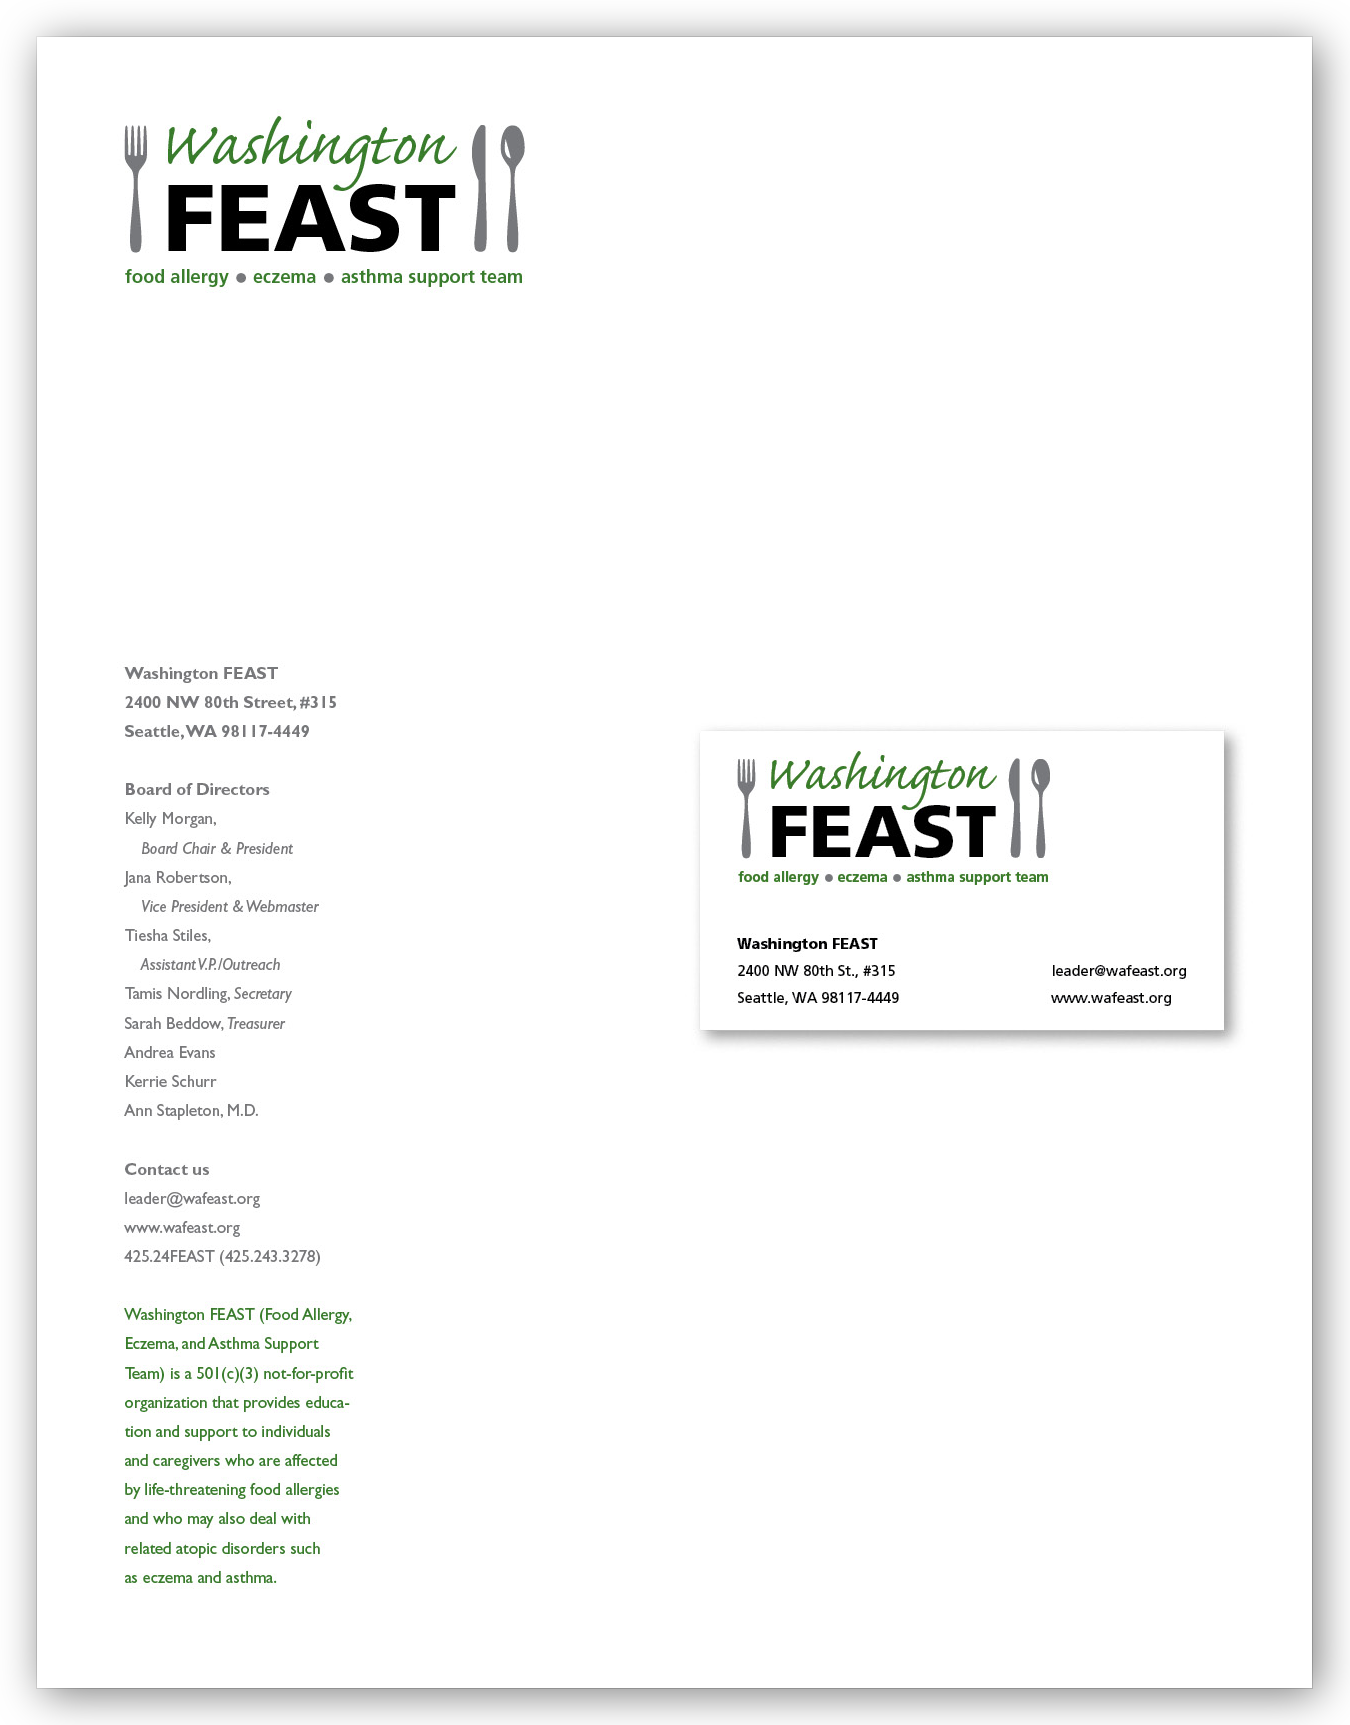 Washington
FEAST
food allergy ● eczema ● asthma support team
Washington FEAST
2400 NW 80th Street, #315
Seattle, WA 98117-4449
Board of Directors
Kelly Morgan,
Board Chair & President
Jana Robertson,
Vice President & Webmaster
Tiesha Stiles,
Assistant V.P./Outreach
Tamis Nordling, Secretary
Sarah Beddow, Treasurer
Andrea Evans
Kerrie Schurr
Ann Stapleton, M.D.
Contact us
leader@wafeast.org
www.wafeast.org
425.24FEAST (425.243.3278)
Washington FEAST (Food Allergy,
Eczema, and Asthma Support
Team) is a 501(c)(3) not-for-profit
organization that provides educa-
tion and support to individuals
and caregivers who are affected
by life-threatening food allergies
and who may also deal with
related atopic disorders such
as eczema and asthma.
Washington
FEAST
food allergy ● eczema ● asthma support team
Washington FEAST
2400 NW 80th St., #315
Seattle, WA 98117-4449
leader@wafeast.org
www.wafeast.org